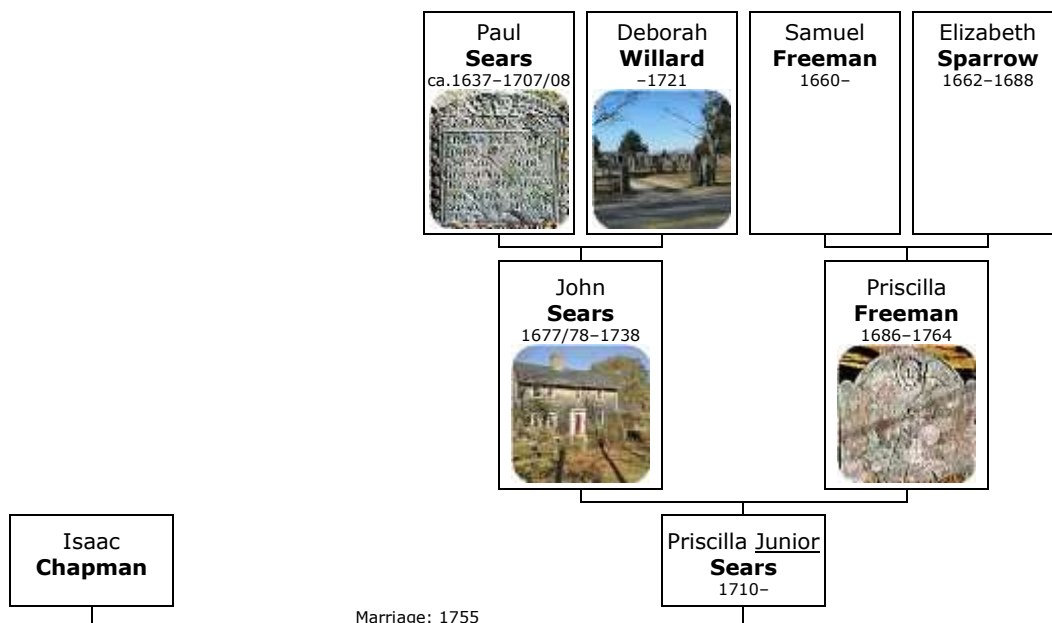 Paul
Sears
ca.1637–1707/08
Deborah
Willard
–1721
Samuel
Freeman
1660–
Elizabeth
Sparrow
1662–1688
John
Sears
1677/78–1738
Priscilla
Freeman
1686–1764
Isaac
Chapman
Priscilla Junior
Sears
1710–
Marriage: 1755